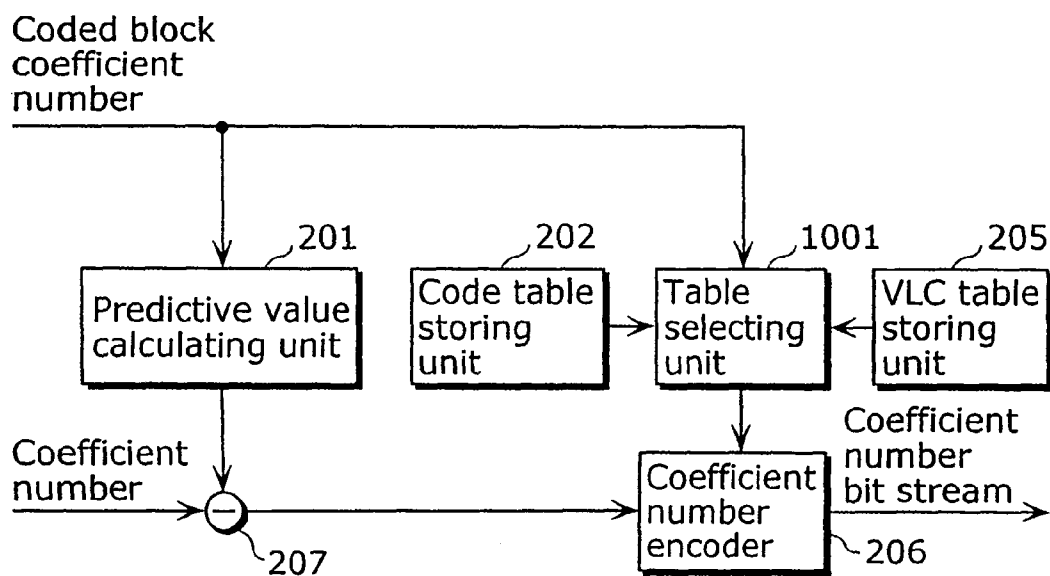 Coded block
coefficient
number
201
202
1001
205
Predictive value
calculating unit
Code table
storing
unit
Table
selecting
unit
VLC table
storing
unit
Coefficient
number
Coefficient
number
encoder
Coefficient
number
bit stream
207
206